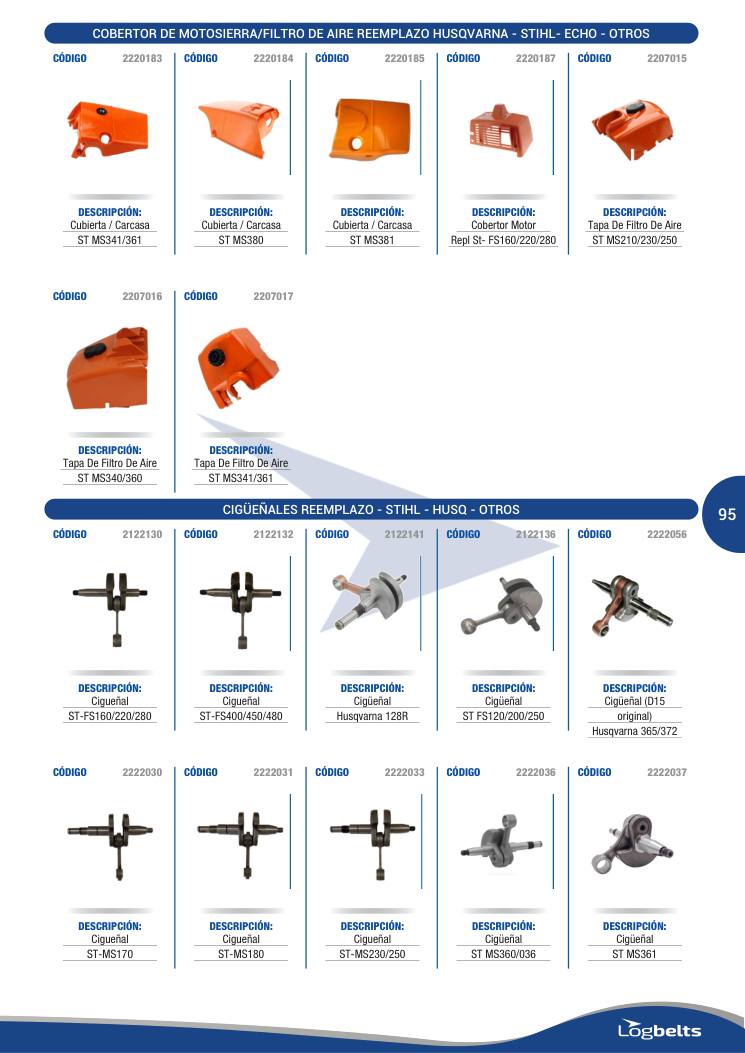 COBERTOR DE MOTOSIERRA/FILTRO DE AIRE REEMPLAZO HUSQVARNA - STIHL- ECHO - OTROS
CÓDIGO 2220183
DESCRIPCIÓN:
Cubierta / Carcasa
ST MS341/361
CÓDIGO 2220184
DESCRIPCIÓN:
Cubierta / Carcasa
ST MS380
CÓDIGO 2220185
DESCRIPCIÓN:
Cubierta / Carcasa
ST MS381
CÓDIGO 2220187
DESCRIPCIÓN:
Cobertor Motor
Repl St- FS160/220/280
CÓDIGO 2207015
DESCRIPCIÓN:
Tapa De Filtro De Aire
ST MS210/230/250
CÓDIGO 2207016
DESCRIPCIÓN:
Tapa De Filtro De Aire
ST MS340/360
CÓDIGO 2207017
DESCRIPCIÓN:
Tapa De Filtro De Aire
ST MS341/361
CIGÜEÑALES REEMPLAZO - STIHL - HUSQ - OTROS
95
CÓDIGO 2122130
DESCRIPCIÓN:
Cigueñal
ST-FS160/220/280
CÓDIGO 2122132
DESCRIPCIÓN:
Cigueñal
ST-FS400/450/480
CÓDIGO 2122141
DESCRIPCIÓN:
Cigüeñal
Husqvarna 128R
CÓDIGO 2122136
DESCRIPCIÓN:
Cigüeñal
ST FS120/200/250
CÓDIGO 2222056
DESCRIPCIÓN:
Cigüeñal (D15
original)
Husqvarna 365/372
CÓDIGO 2222030
DESCRIPCIÓN:
Cigueñal
ST-MS170
CÓDIGO 2222031
DESCRIPCIÓN:
Cigueñal
ST-MS180
CÓDIGO 2222033
DESCRIPCIÓN:
Cigueñal
ST-MS230/250
CÓDIGO 2222036
DESCRIPCIÓN:
Cigüeñal
ST MS360/036
CÓDIGO 2222037
DESCRIPCIÓN:
Cigüeñal
ST MS361
Logbelts